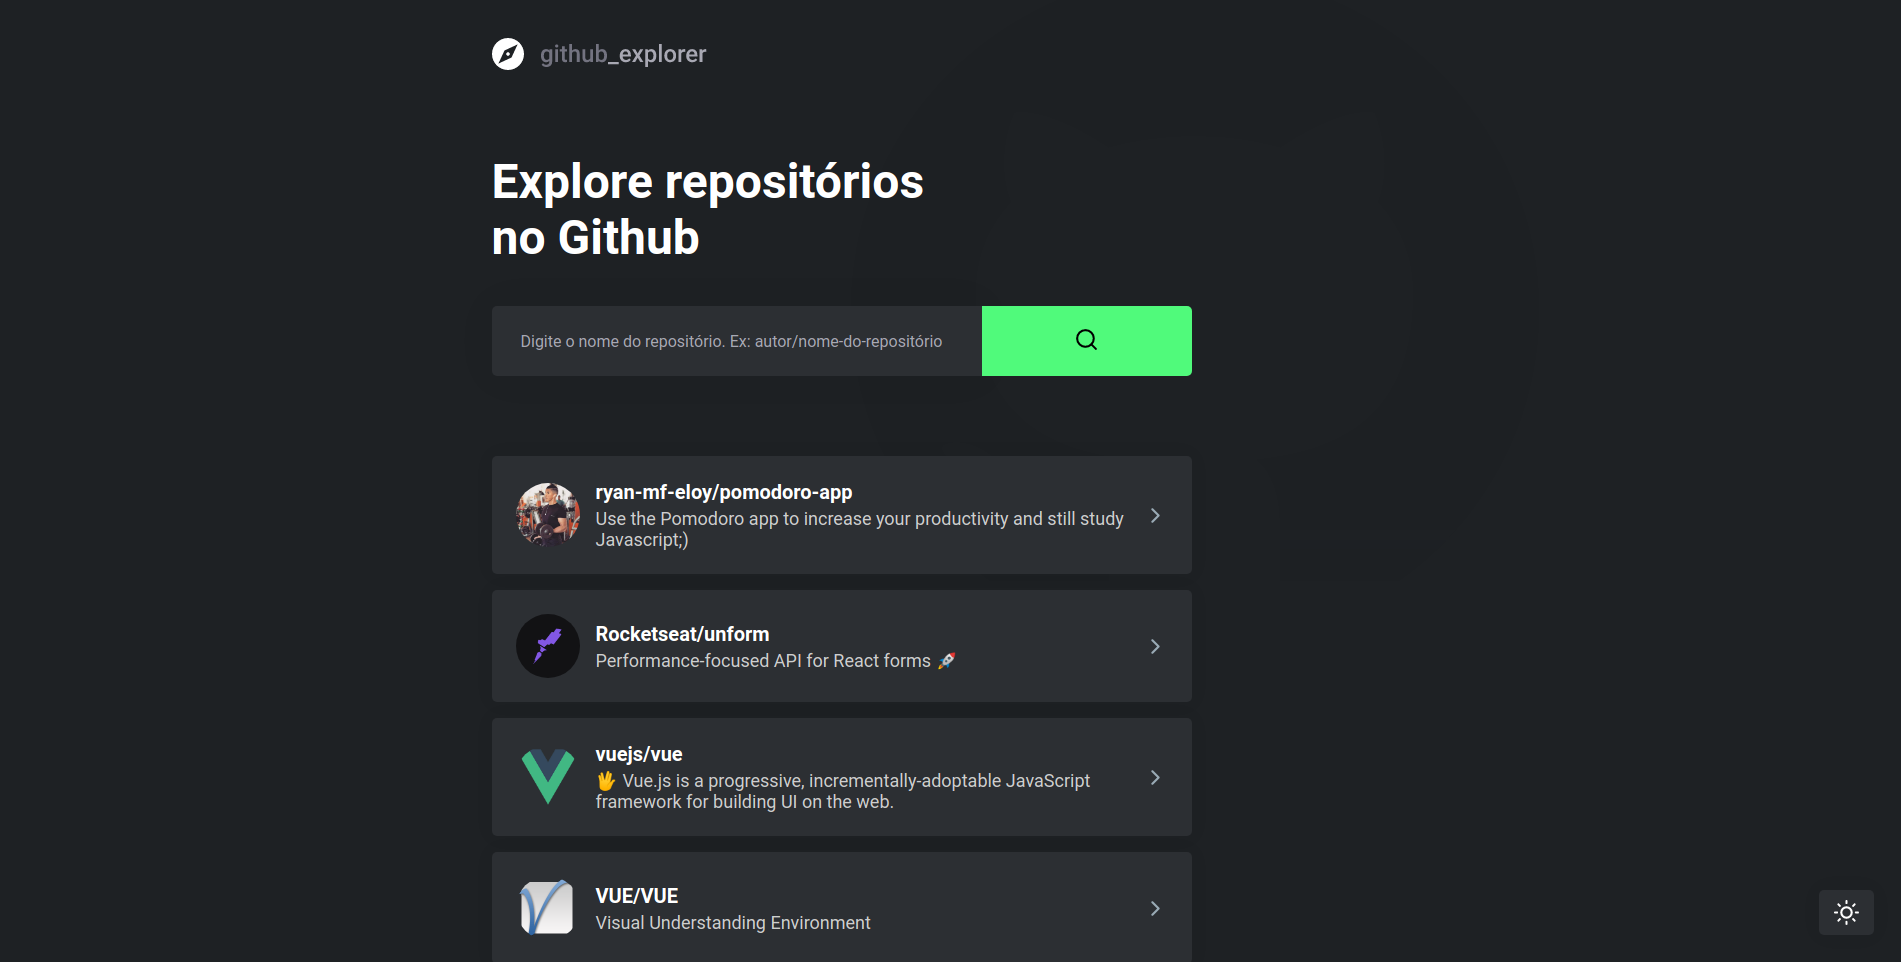 github_explorer
Explore repositórios
no Github
Digite o nome do repositório. Ex: autor/nome-do-repositório
ryan-mf-eloy/pomodoro-app
Use the Pomodoro app to increase your productivity and still study
Javascript;)
Rocketseat/unform
Performance-focused API for React forms 🚀
vuejs/vue
🖖 Vue.js is a progressive, incrementally-adoptable JavaScript
framework for building UI on the web.
VUE/VUE
Visual Understanding Environment